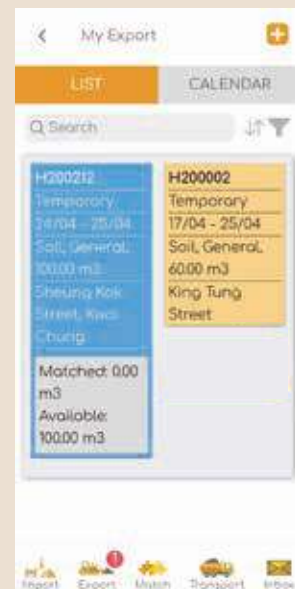 My Export
LIST
CALENDAR
Search
H200212
Temporary
24/04 - 25/04
Soil, General,
100.00 m3
Sheung Kok
Street, Kwai
Chung
Matched: 0.00
m3
Available:
100.00 m3
H200002
Temporary
17/04 - 25/04
Soil, General,
60.00 m3
King Tung
Street
1
Import
Export
Match
Transport
Inbox